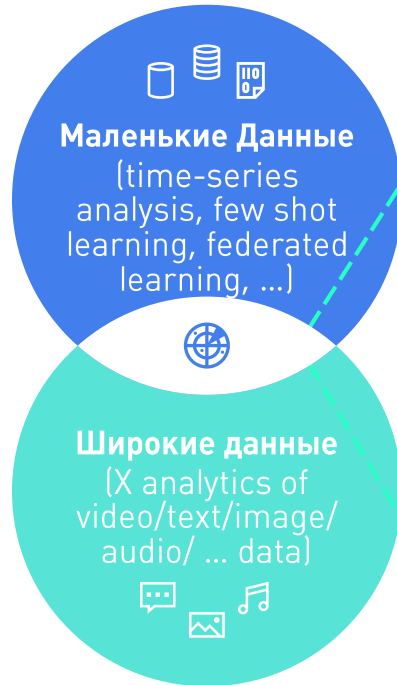 Маленькие Данные
(time-series
analysis, few shot
learning, federated
learning, ...)
Широкие данные
(X analytics of
video/text/image/
audio/ ... data)